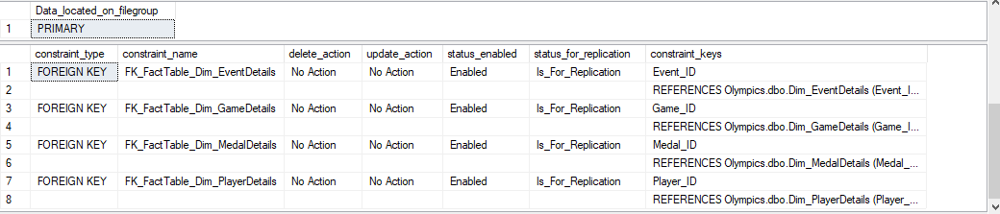 Data_located_on_filegroup
1 PRIMARY
constraint_type constraint_name delete_action update_action status_enabled status_for_replication constraint_keys
1 FOREIGN KEY FK_FactTable_Dim_EventDetails No Action No Action Enabled Is_For_Replication Event_ID
2 REFERENCES Olympics.dbo.Dim_EventDetails (Event_I...
3 FOREIGN KEY FK_FactTable_Dim_GameDetails No Action No Action Enabled Is_For_Replication Game_ID
4 REFERENCES Olympics.dbo.Dim_GameDetails (Game_I...
5 FOREIGN KEY FK_FactTable_Dim_MedalDetails No Action No Action Enabled Is_For_Replication Medal_ID
6 REFERENCES Olympics.dbo.Dim_MedalDetails (Medal_...
7 FOREIGN KEY FK_FactTable_Dim_PlayerDetails No Action No Action Enabled Is_For_Replication Player_ID
8 REFERENCES Olympics.dbo.Dim_PlayerDetails (Player_...